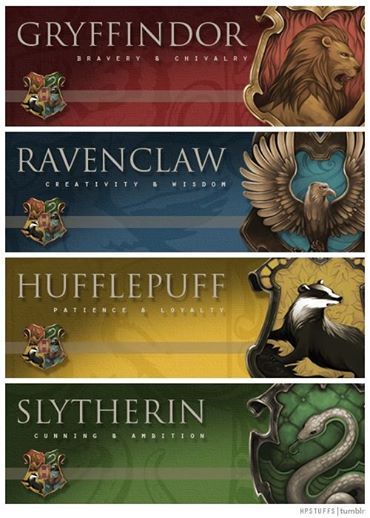 GRYFFINDOR
BRAVERY & CHIVALRY
RAVENCLAW
CREATIVITY & WISDOM
HUFFLEPUFF
PATIENCE & LOYALTY
SLYTHERIN
CUNNING & AMBITION
HPSTUFFS|tumblr